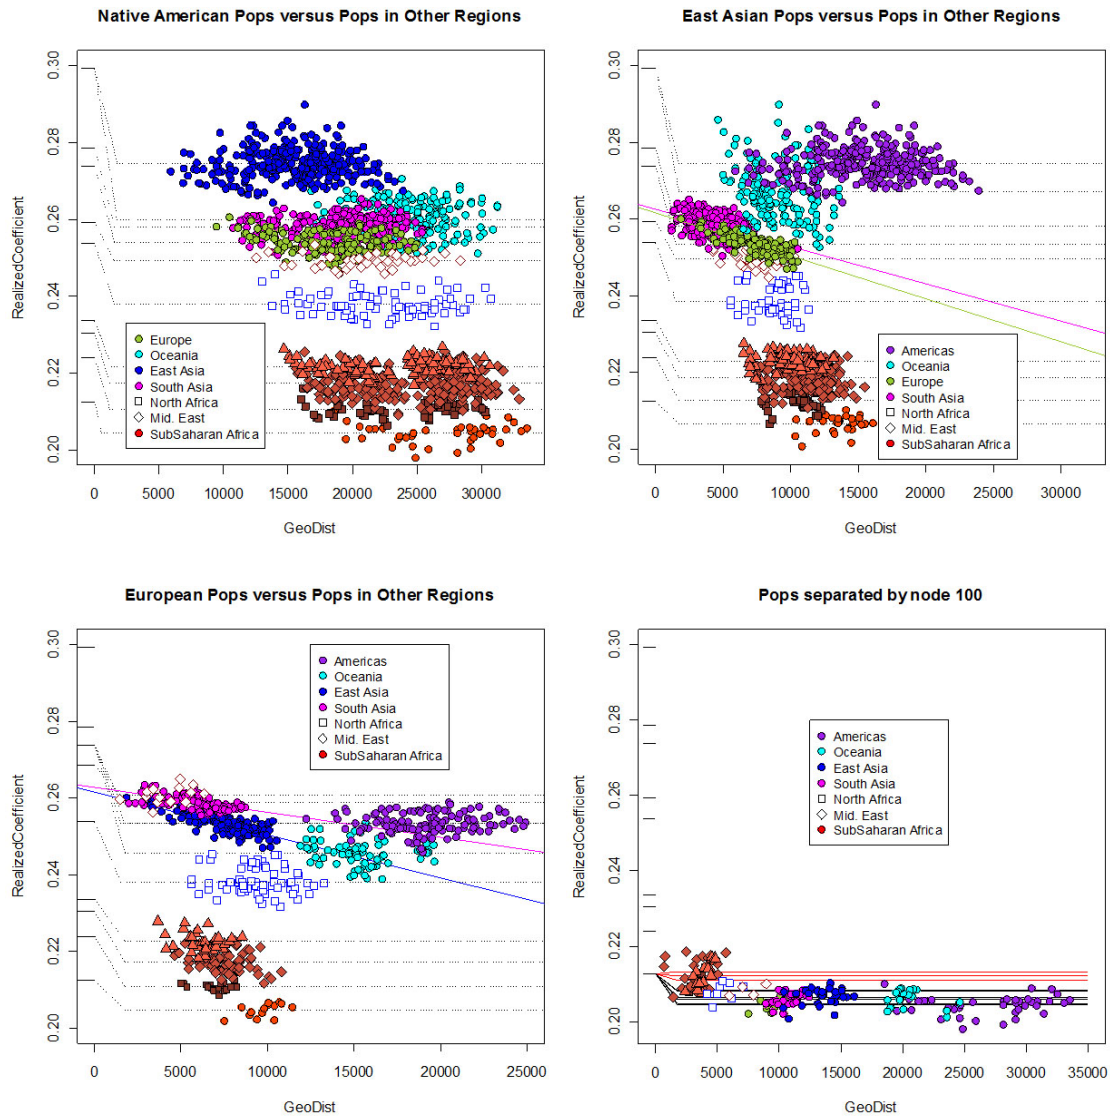 Native American Pops versus Pops in Other Regions
RealizedCoefficient
0.30
0.28
0.26
0.24
0.22
0.20
Europe
Oceania
East Asia
South Asia
North Africa
Mid. East
SubSaharan Africa
0 5000 10000 15000 20000 25000 30000
GeoDist
East Asian Pops versus Pops in Other Regions
RealizedCoefficient
0.30
0.28
0.26
0.24
0.22
0.20
Americas
Oceania
Europe
South Asia
North Africa
Mid. East
SubSaharan Africa
0 5000 10000 15000 20000 25000 30000
GeoDist
European Pops versus Pops in Other Regions
RealizedCoefficient
0.30
0.28
0.26
0.24
0.22
0.20
Americas
Oceania
East Asia
South Asia
North Africa
Mid. East
SubSaharan Africa
0 5000 10000 15000 20000 25000
GeoDist
Pops separated by node 100
RealizedCoefficient
0.30
0.28
0.26
0.24
0.22
0.20
Americas
Oceania
East Asia
South Asia
North Africa
Mid. East
SubSaharan Africa
0 5000 10000 15000 20000 25000 30000 35000
GeoDist